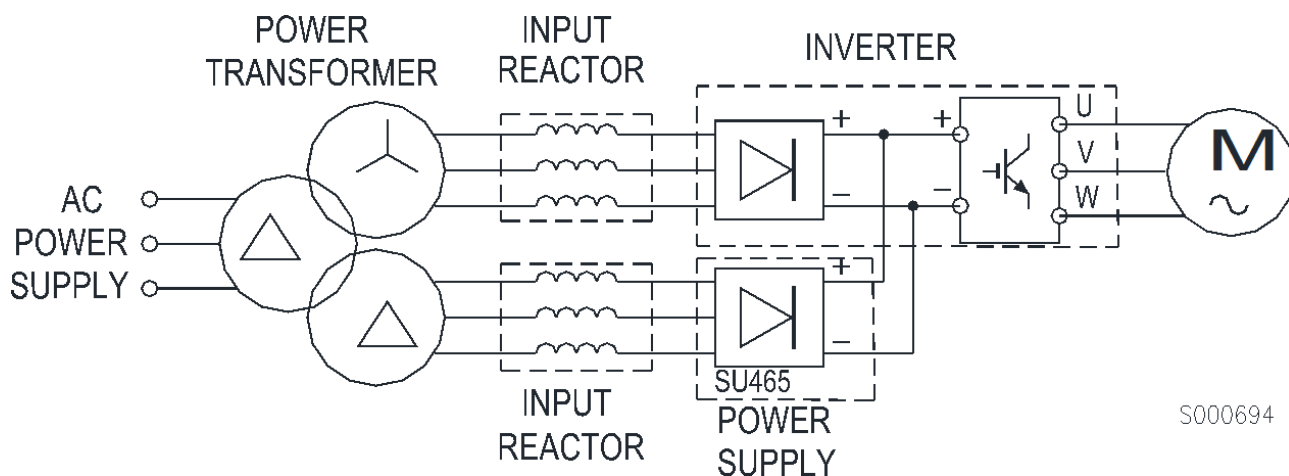 POWER
TRANSFORMER
INPUT
REACTOR
INVERTER
AC
POWER
SUPPLY
+
−
+
−
U
V
W
M
+
−
SU465
INPUT
REACTOR
POWER
SUPPLY
S000694